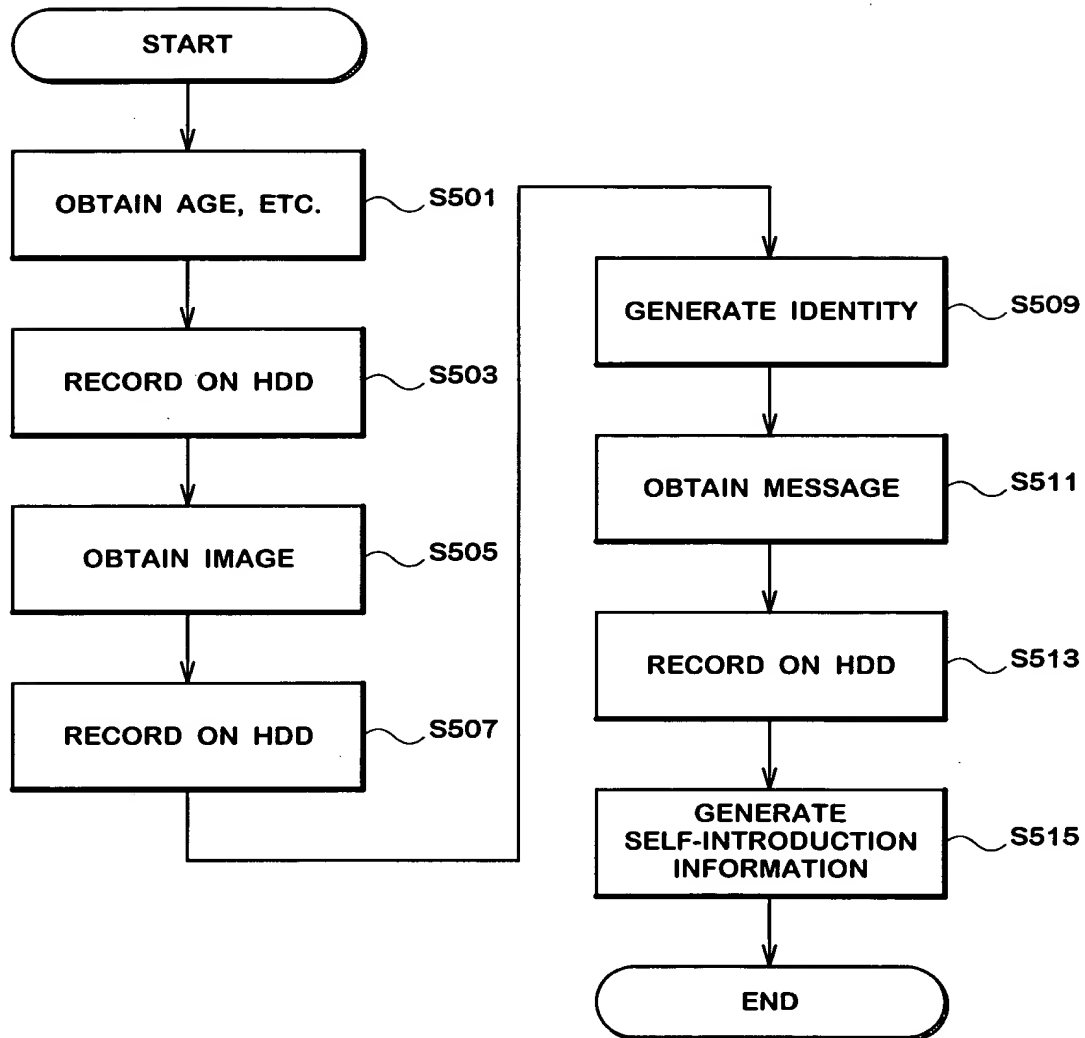 START
OBTAIN AGE, ETC.
S501
RECORD ON HDD
S503
OBTAIN IMAGE
S505
RECORD ON HDD
S507
GENERATE IDENTITY
S509
OBTAIN MESSAGE
S511
RECORD ON HDD
S513
GENERATE
SELF-INTRODUCTION
INFORMATION
S515
END